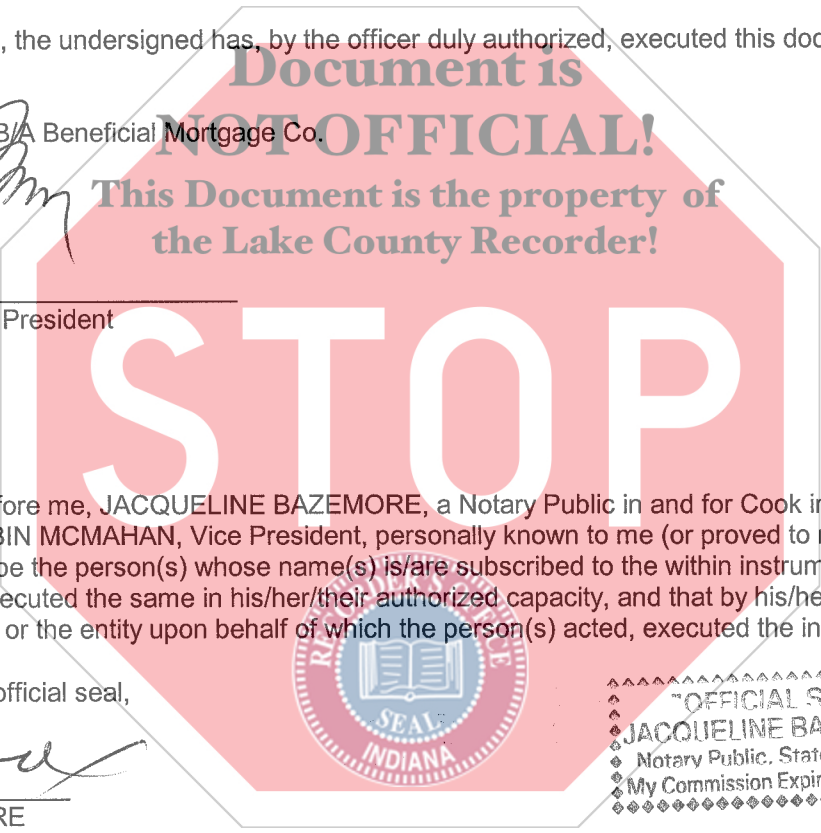 , the undersigned has, by the officer duly authorized, executed this doc
Document is
B/A Beneficial Mortgage Co.
NOT OFFICIAL!
This Document is the property of
the Lake County Recorder!
President
STOP
fore me, JACQUELINE BAZEMORE, a Notary Public in and for Cook in
BIN MCMAHAN, Vice President, personally known to me (or proved to
be the person(s) whose name(s) is/are subscribed to the within instrum
ecuted the same in his/her/their authorized capacity, and that by his/he
or the entity upon behalf of which the person(s) acted, executed the in
RECORDER'S OFFICE
SEAL
INDIANA
official seal,
"OFFICIAL S
JACQUELINE BA
Notary Public, State
My Commission Expir
RE